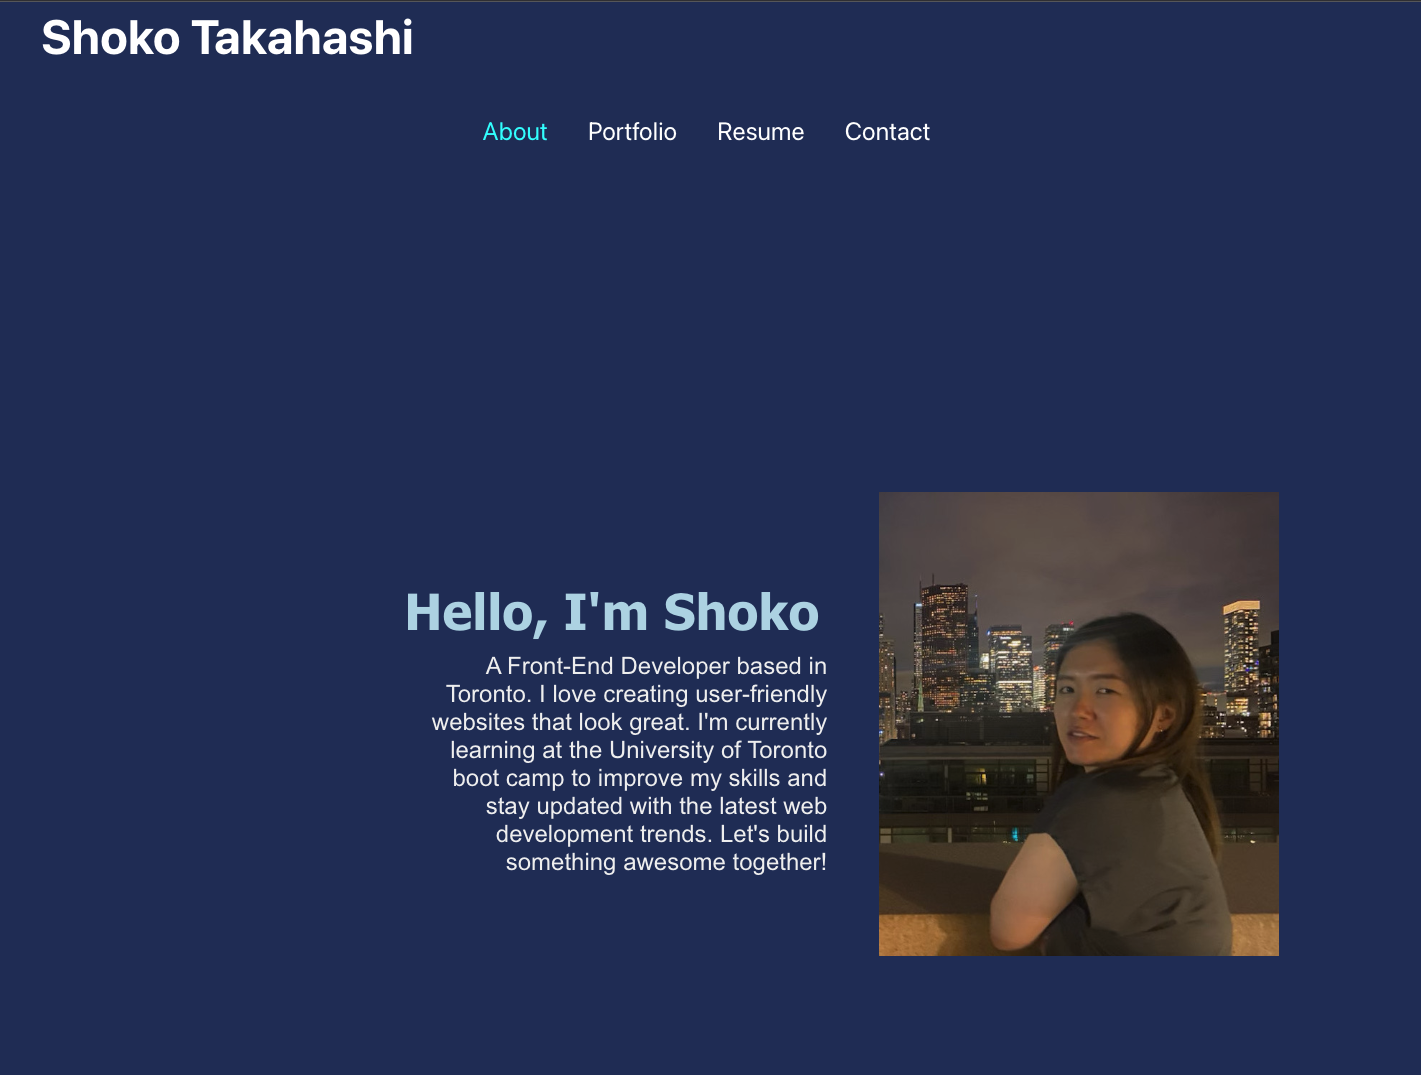 Shoko Takahashi
About Portfolio Resume Contact
Hello, I'm Shoko
A Front-End Developer based in
Toronto. I love creating user-friendly
websites that look great. I'm currently
learning at the University of Toronto
boot camp to improve my skills and
stay updated with the latest web
development trends. Let's build
something awesome together!